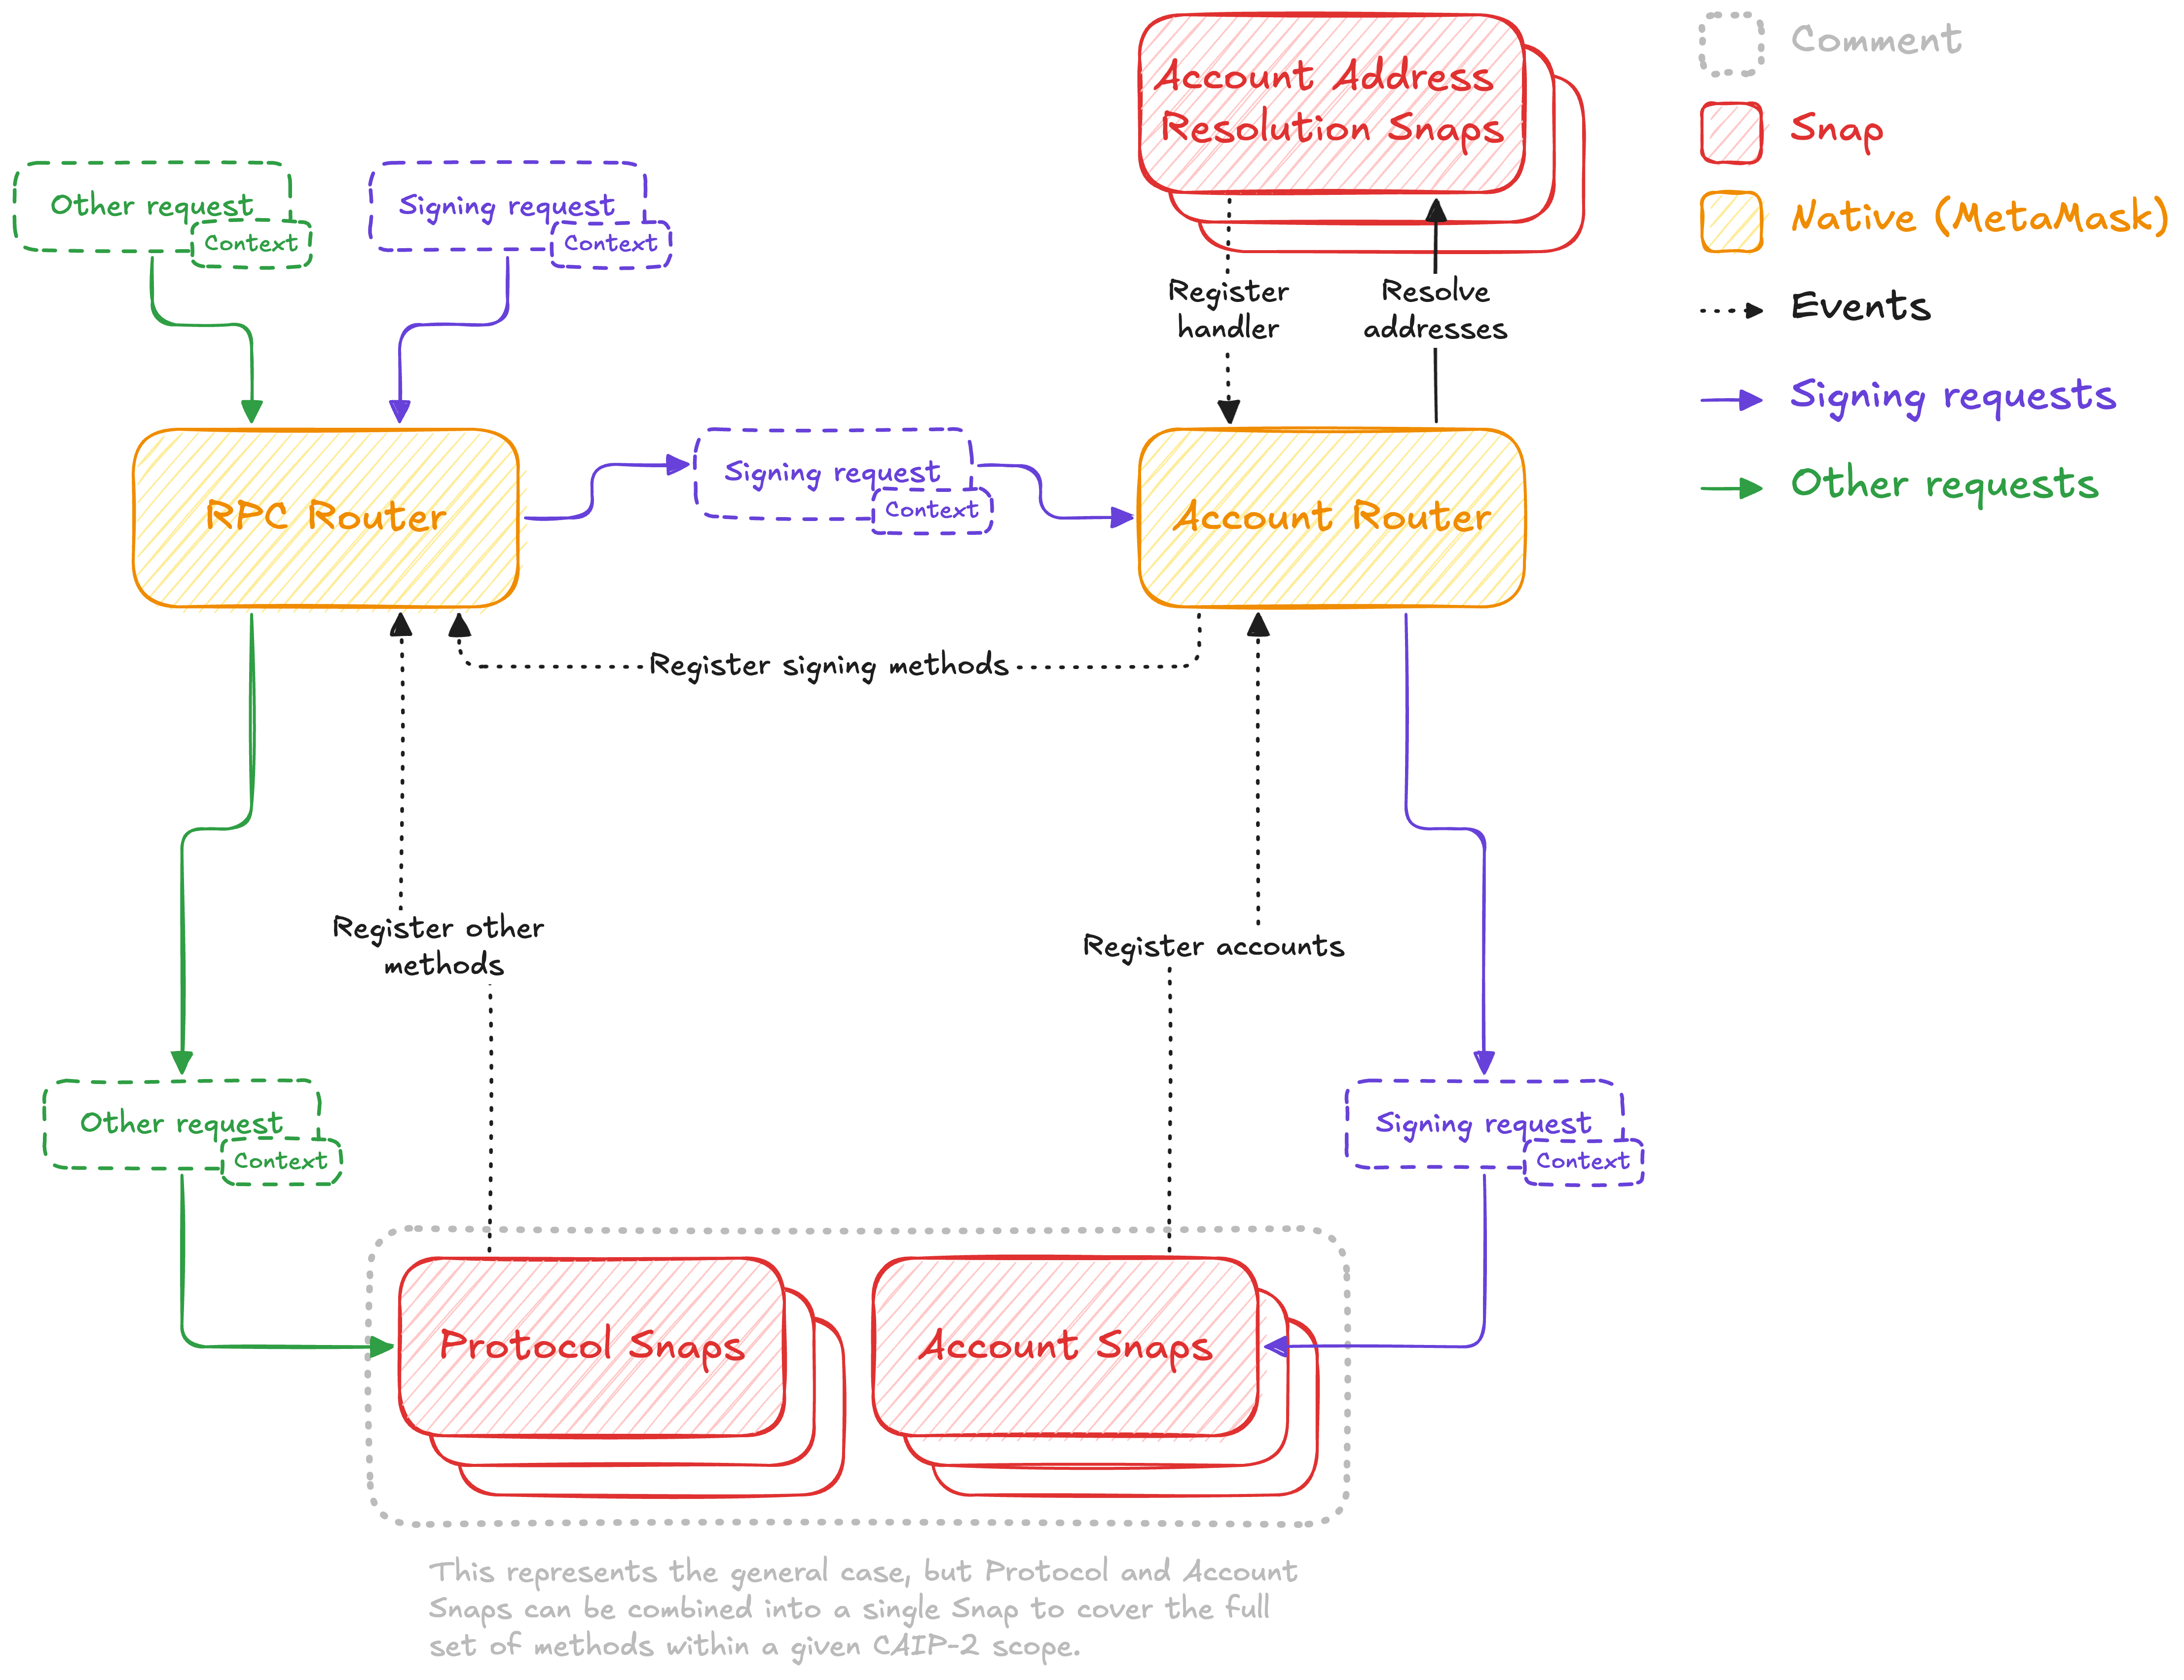 Account Address
Resolution Snaps
Comment
Snap
Native (MetaMask)
Events
Signing requests
Other requests
Other request
Context
Signing request
Context
Register
handler
Resolve
addresses
RPC Router
Signing request
Context
Account Router
Register signing methods
Register other
methods
Register accounts
Other request
Context
Signing request
Context
Protocol Snaps
Account Snaps
This represents the general case, but Protocol and Account
Snaps can be combined into a single Snap to cover the full
set of methods within a given CAIP-2 scope.